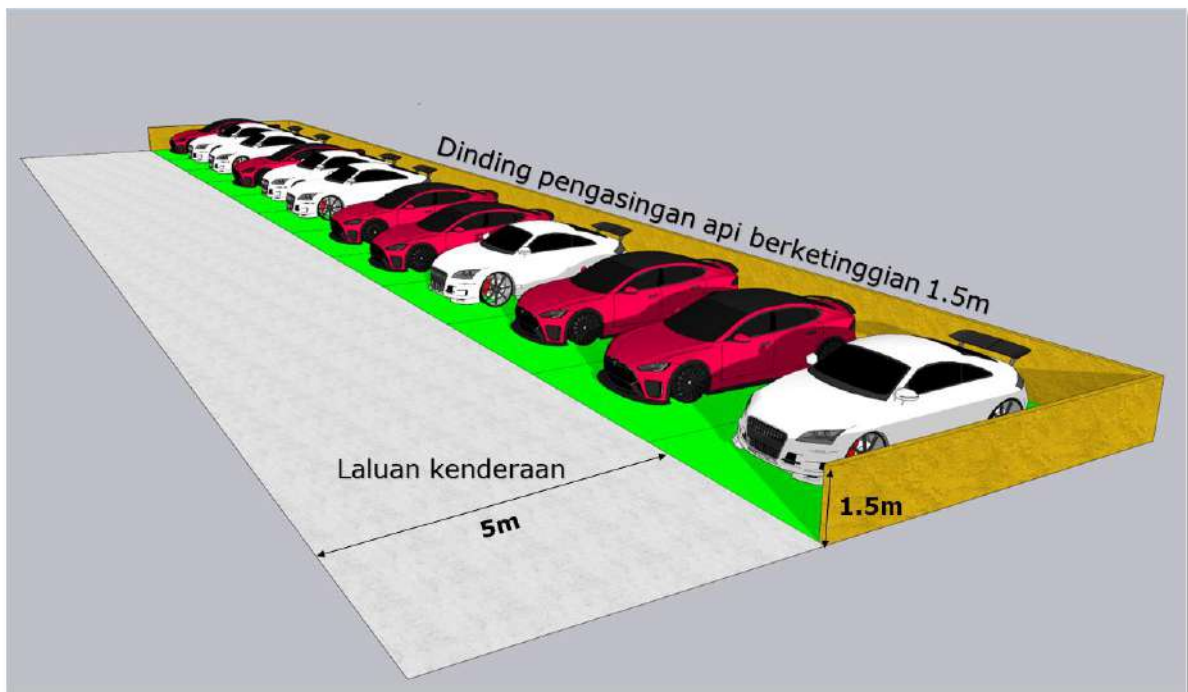 Dinding pengasingan api berketinggian 1.5m
Laluan kenderaan
5m
1.5m